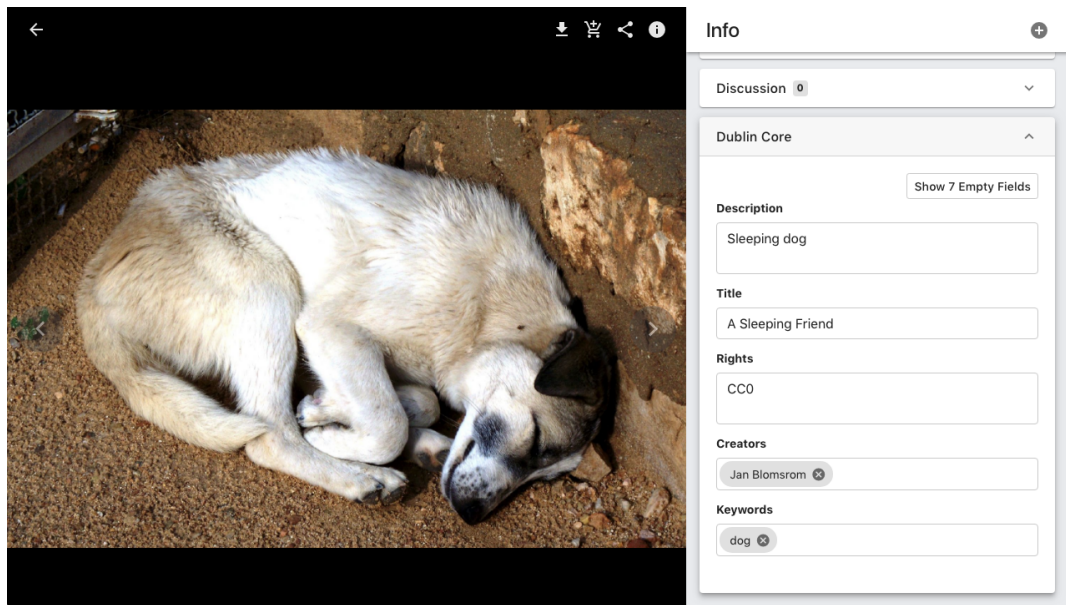 Info
Discussion 0
Dublin Core
Show 7 Empty Fields
Description
Sleeping dog
Title
A Sleeping Friend
Rights
CC0
Creators
Jan Blomsrom
Keywords
dog